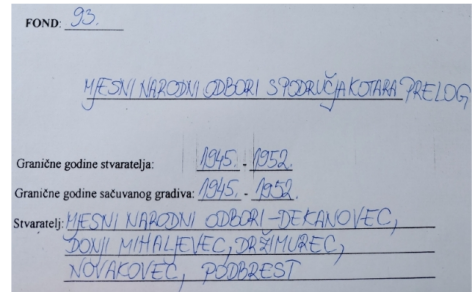 FOND: 93.
MJESNI NARODNI ODBORI S PODRUČJA KOTARA PRELOG
Granične godine stvaratelja: 1945. - 1952.
Granične godine sačuvanog gradiva: 1945. - 1952.
Stvaratelj: MJESNI NARODNI ODBORI - DEKANOVEC,
DONJI MIHALJEVEC, DRŽIMUREC,
NOVAKOVEC, PODBREST